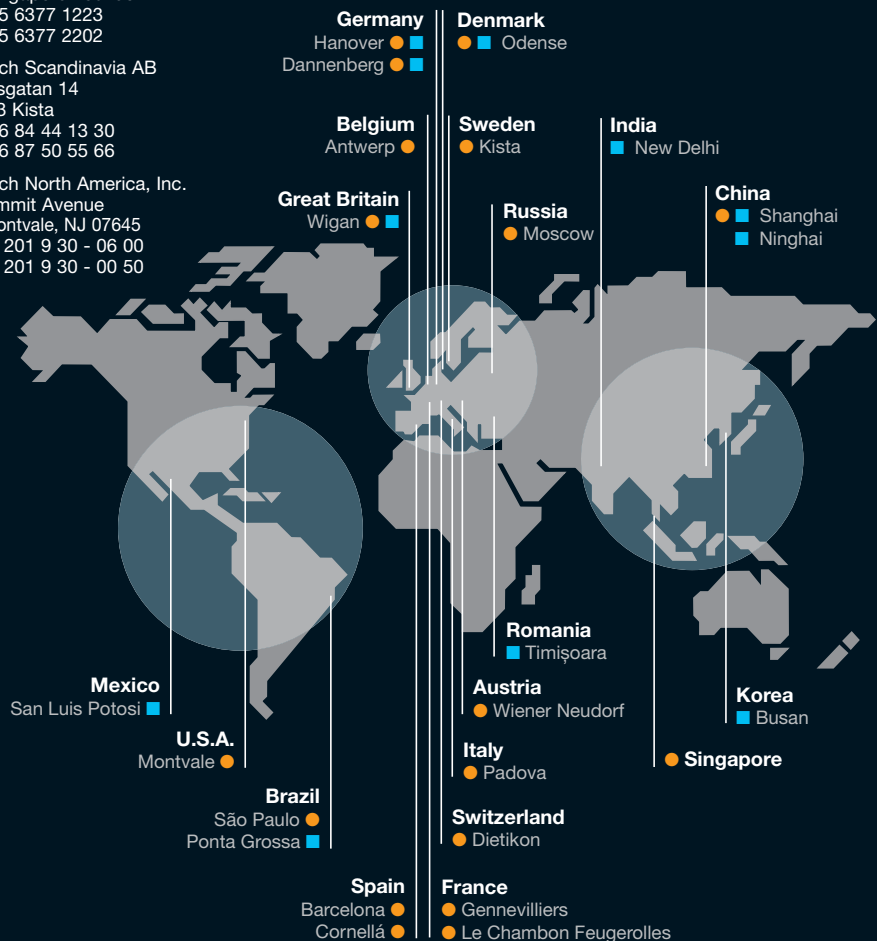 5 6377 1223
5 6377 2202
ch Scandinavia AB
sgatan 14
3 Kista
6 84 44 13 30
6 87 50 55 66
ch North America, Inc.
mmit Avenue
ontvale, NJ 07645
201 9 30 - 06 00
201 9 30 - 00 50
Germany
Hanover
Dannenberg
Denmark
Odense
Belgium
Antwerp
Sweden
Kista
India
New Delhi
Great Britain
Wigan
Russia
Moscow
China
Shanghai
Ninghai
Romania
Timișoara
Mexico
San Luis Potosi
Austria
Wiener Neudorf
Korea
Busan
U.S.A.
Montvale
Italy
Padova
Singapore
Brazil
São Paulo
Ponta Grossa
Switzerland
Dietikon
Spain
Barcelona
Cornellá
France
Gennevilliers
Le Chambon Feugerolles